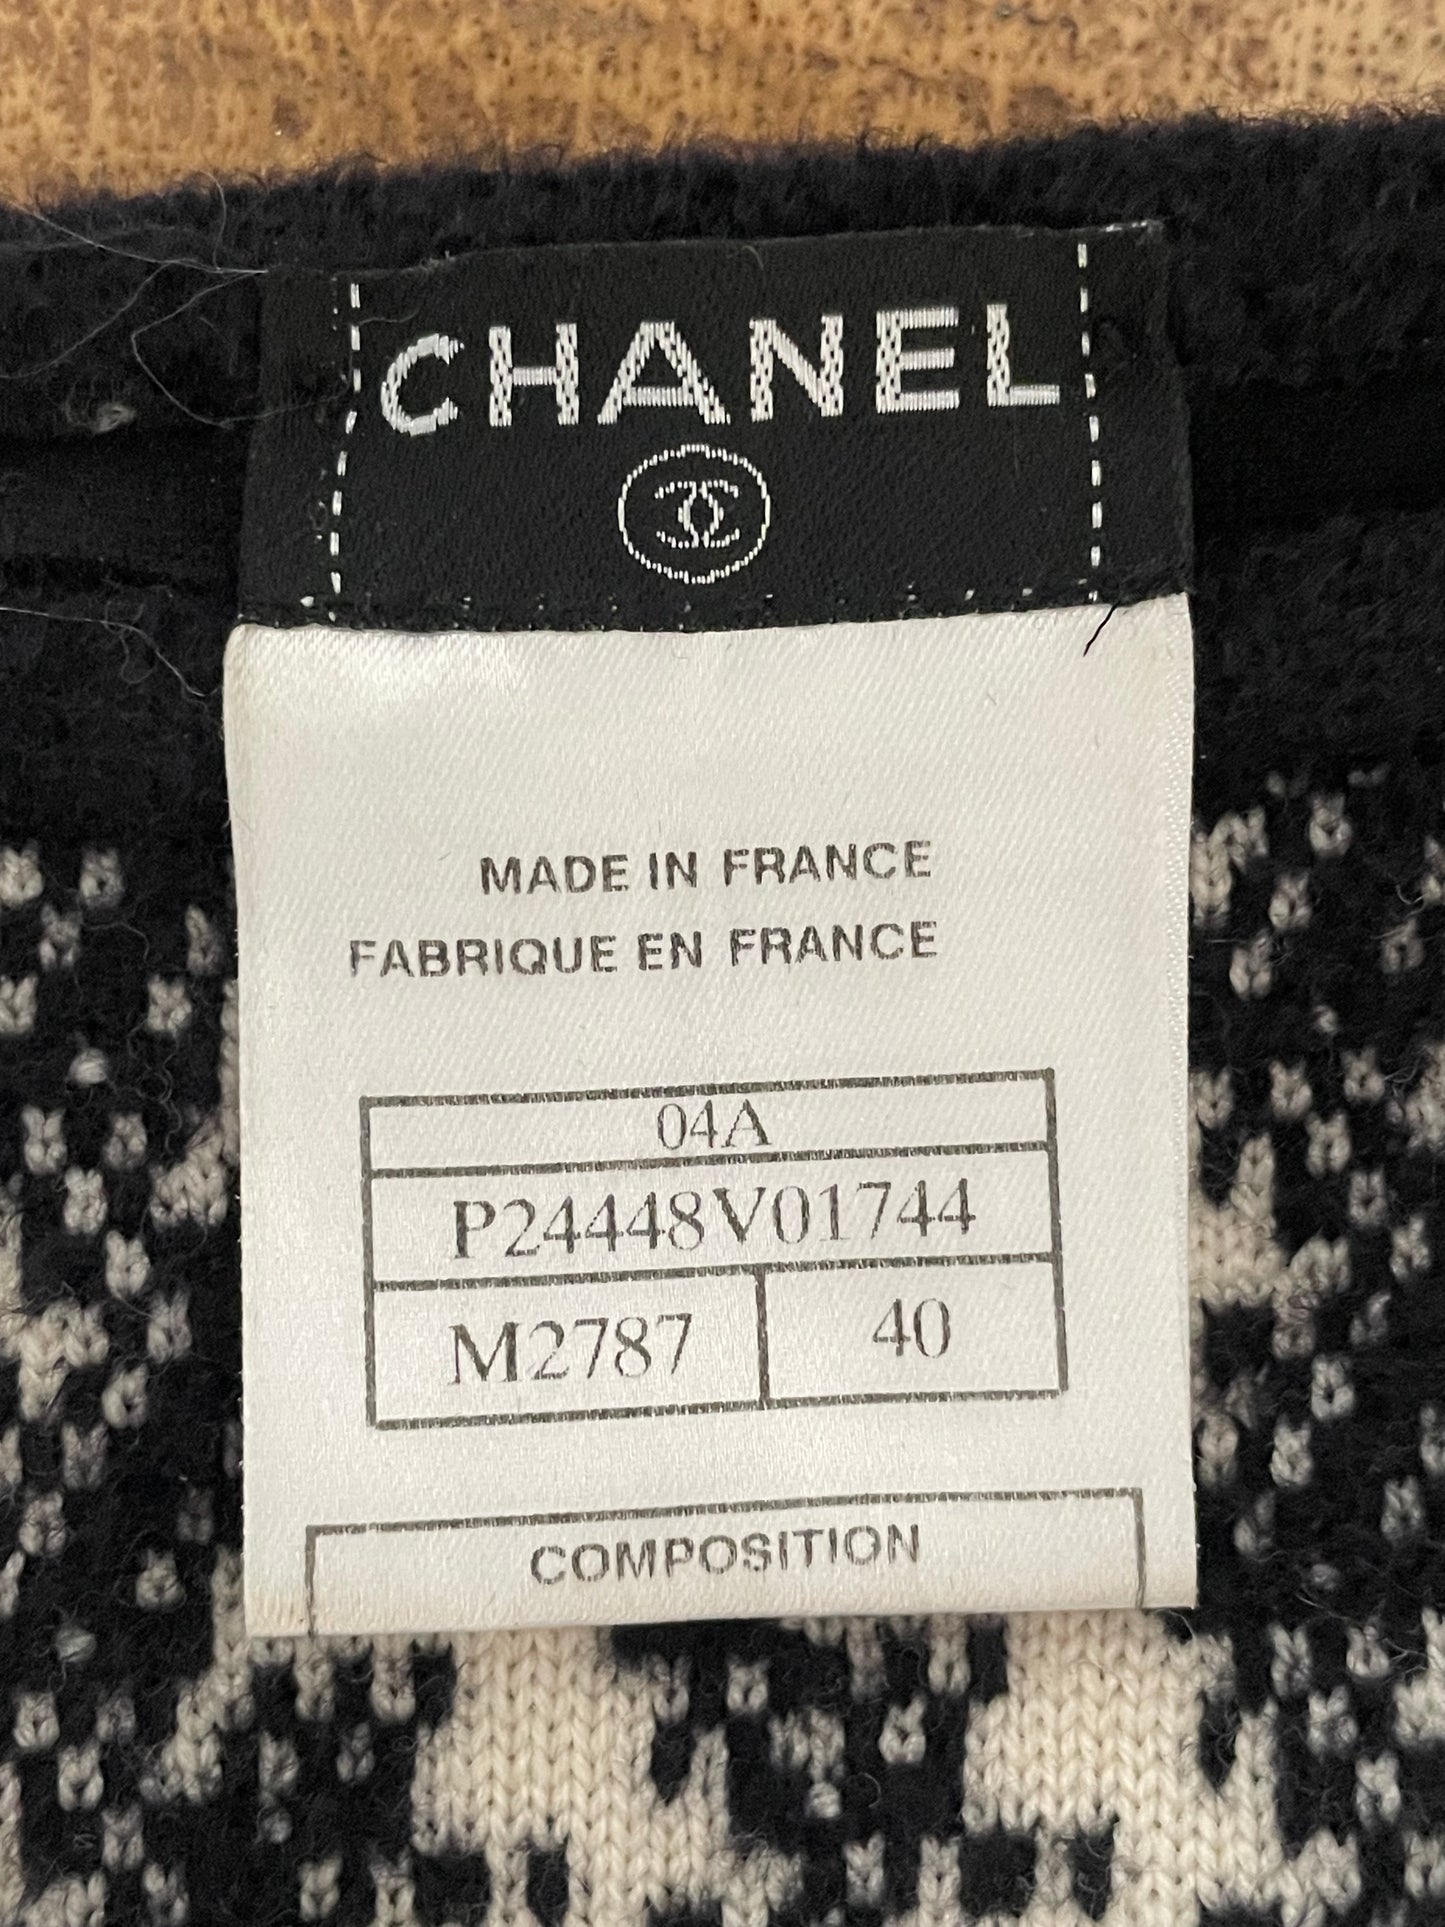 CHANEL
MADE IN FRANCE
FABRIQUE EN FRANCE
04A
P24448V01744
M2787 40
COMPOSITION